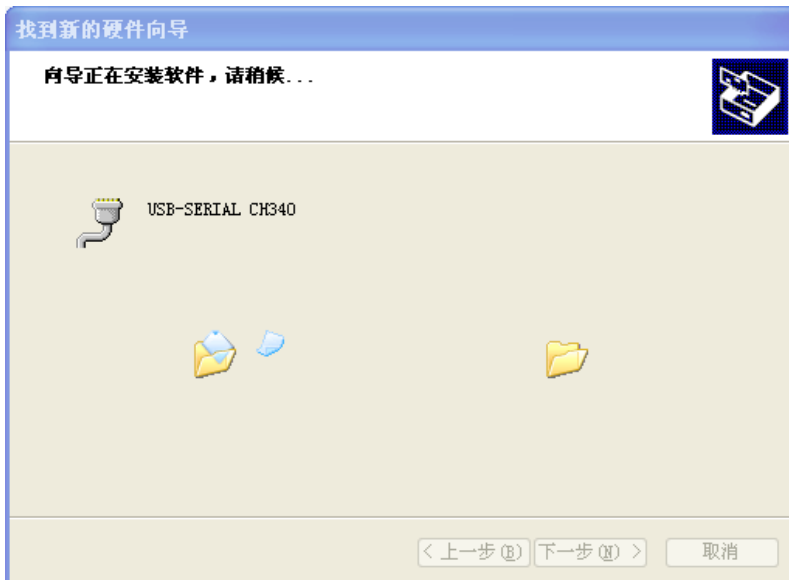 找到新的硬件向导
向导正在安装软件，请稍候...
USB-SERIAL CH340
< 上一步(B)
下一步(N) >
取消